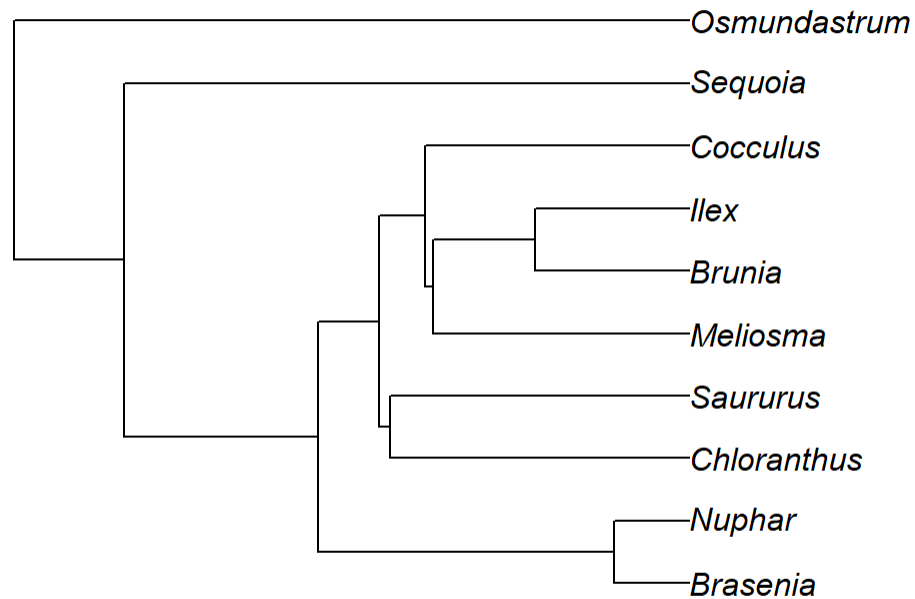 Osmundastrum
Sequoia
Cocculus
Ilex
Brunia
Meliosma
Saururus
Chloranthus
Nuphar
Brasenia